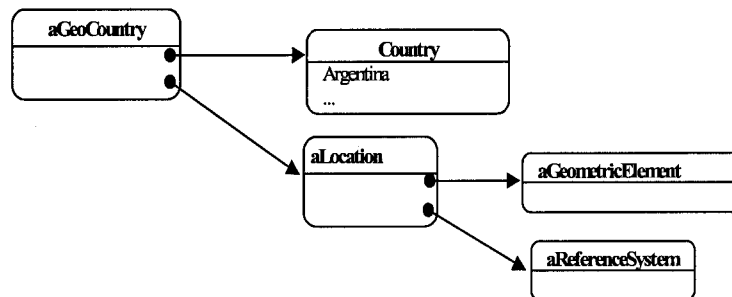 aGeoCountry
Country
Argentina
...
aLocation
aGeometricElement
aReferenceSystem